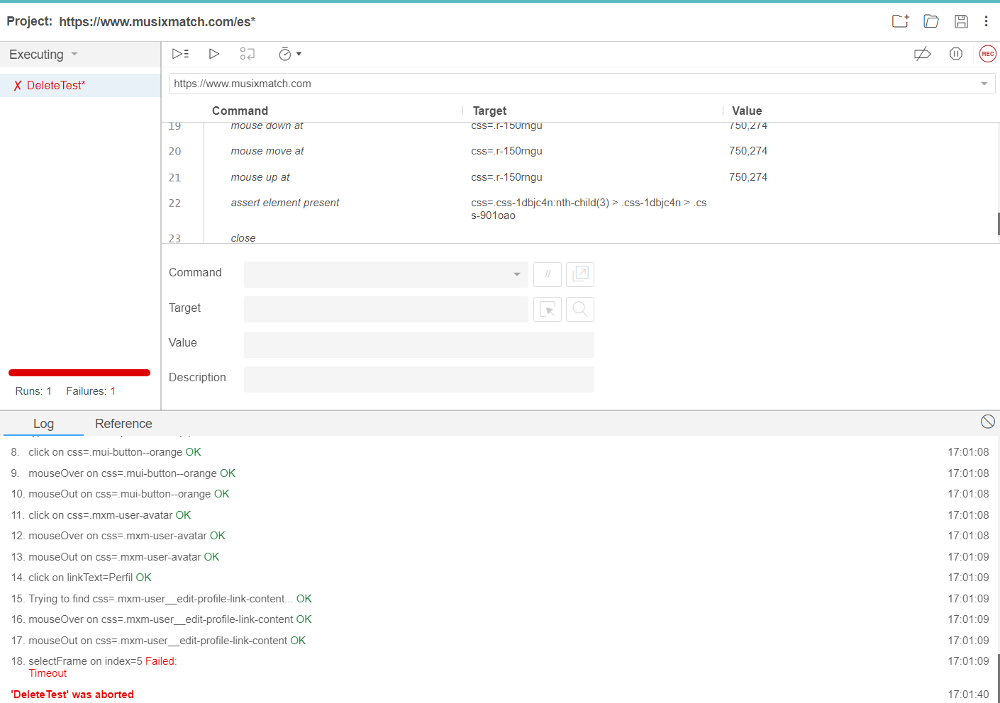 Project: https://www.musixmatch.com/es*
Executing
REC
DeleteTest*
https://www.musixmatch.com
Command Target Value
19 mouse down at css=.r-150rngu 750,274
20 mouse move at css=.r-150rngu 750,274
21 mouse up at css=.r-150rngu 750,274
22 assert element present css=.css-1dbjc4n:nth-child(3) > .css-1dbjc4n > .cs
s-901oao
23 close
Command //
Target
Value
Description
Runs: 1 Failures: 1
Log Reference
8. click on css=.mui-button--orange OK 17:01:08
9. mouseOver on css=.mui-button--orange OK 17:01:08
10. mouseOut on css=.mui-button--orange OK 17:01:08
11. click on css=.mxm-user-avatar OK 17:01:08
12. mouseOver on css=.mxm-user-avatar OK 17:01:08
13. mouseOut on css=.mxm-user-avatar OK 17:01:09
14. click on linkText=Perfil OK 17:01:09
15. Trying to find css=.mxm-user__edit-profile-link-content... OK 17:01:09
16. mouseOver on css=.mxm-user__edit-profile-link-content OK 17:01:09
17. mouseOut on css=.mxm-user__edit-profile-link-content OK 17:01:09
18. selectFrame on index=5 Failed: 17:01:09
Timeout
'DeleteTest' was aborted 17:01:40